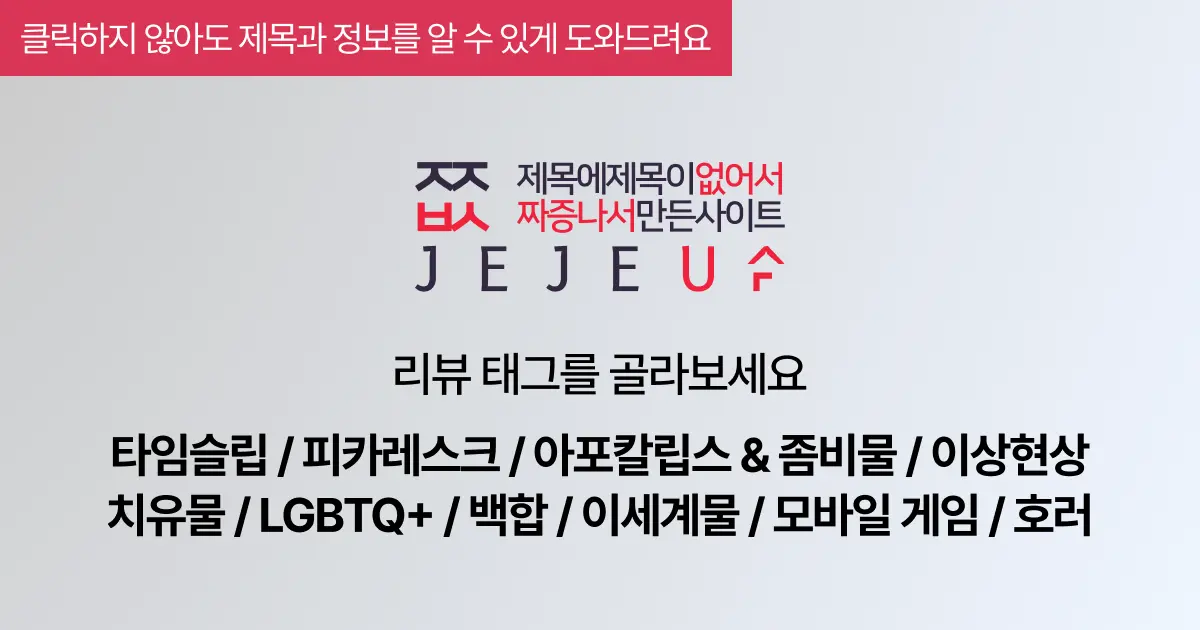 클릭하지 않아도 제목과 정보를 알 수 있게 도와드려요
제목에제목이없어서
짜증나서만든사이트
JEJEU
리뷰 태그를 골라보세요
타임슬립 / 피카레스크 / 아포칼립스 & 좀비물 / 이상현상
치유물 / LGBTQ+ / 백합 / 이세계물 / 모바일 게임 / 호러